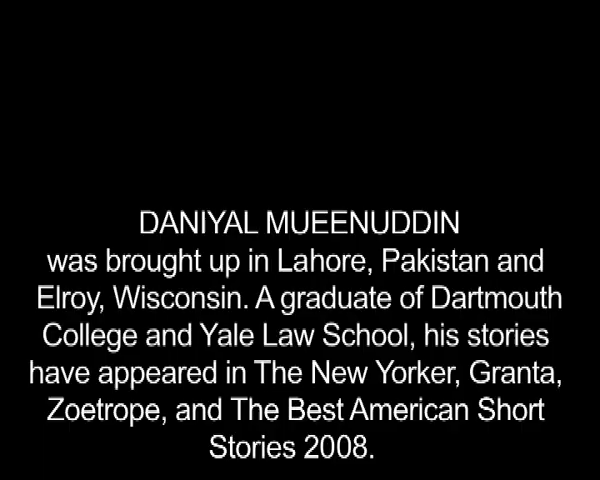 DANIYAL MUEENUDDIN
was brought up in Lahore, Pakistan and
Elroy, Wisconsin. A graduate of Dartmouth
College and Yale Law School, his stories
have appeared in The New Yorker, Granta,
Zoetrope, and The Best American Short
Stories 2008.